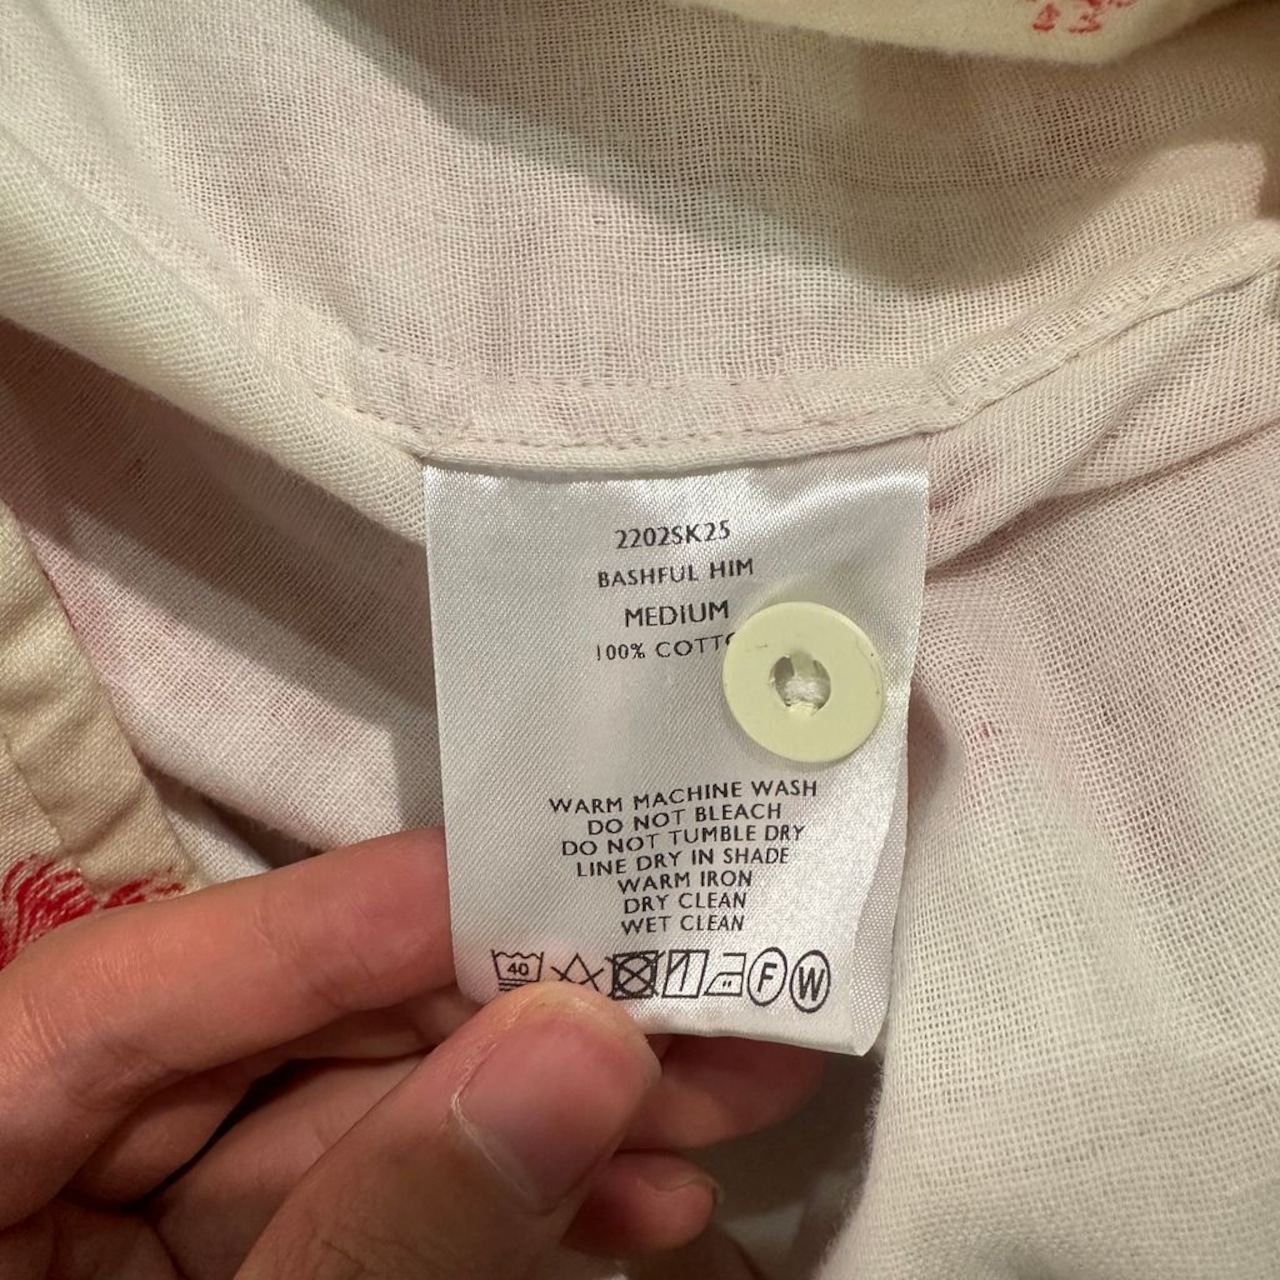 2202SK25
BASHFUL HIM
MEDIUM
100%
WARM MACHINE WASH
DO NOT BLEACH
DO NOT TUMBLE DRY
LINE DRY IN SHADE
WARM IRON
DRY CLEAN
WET CLEAN
40 F W